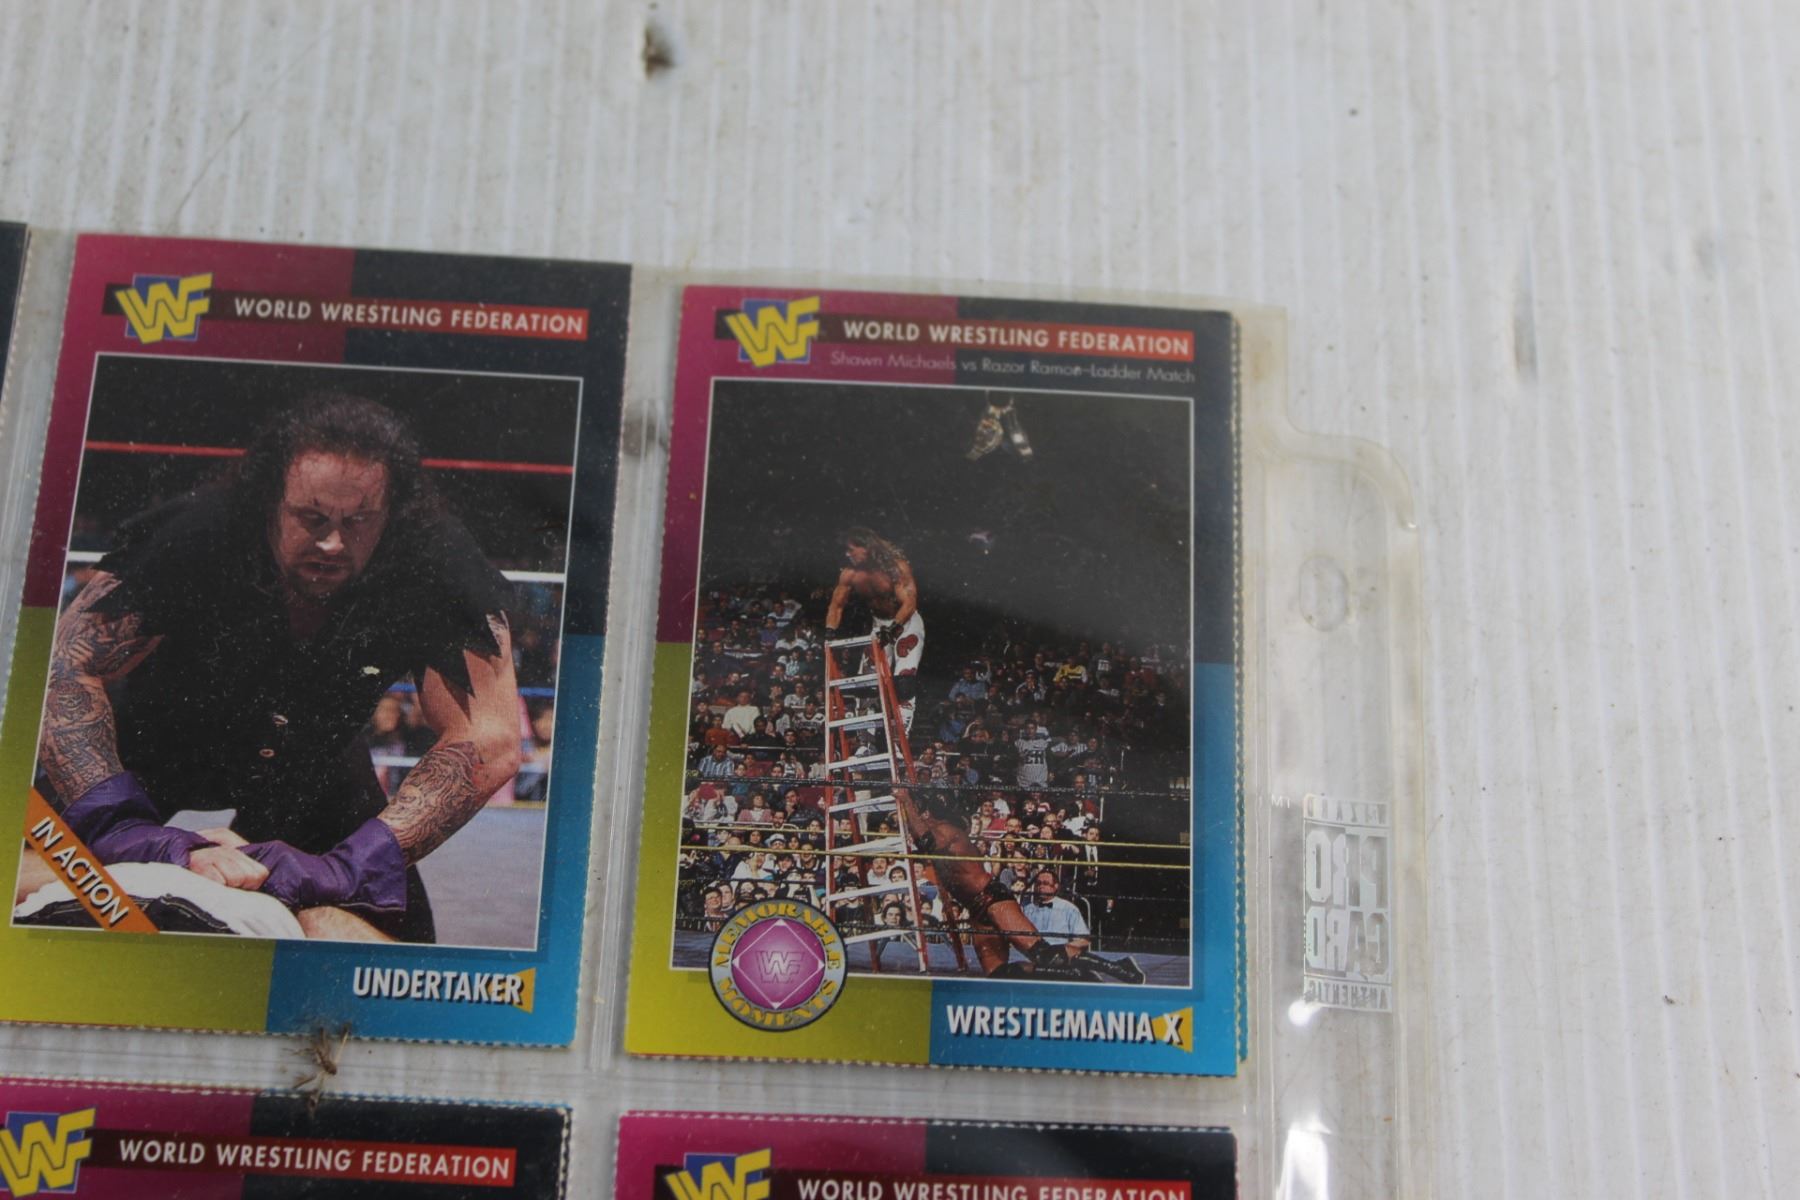 WF WORLD WRESTLING FEDERATION
IN ACTION
UNDERTAKER
WF WORLD WRESTLING FEDERATION
Shawn Michaels vs Razor Ramon–Ladder Match
MEMORABLE
WF
MOMENTS
WRESTLEMANIA X
WIZARD
PRO
CARD
AUTHENTIC
WF WORLD WRESTLING FEDERATION
WF WORLD WRESTLING FEDERATION